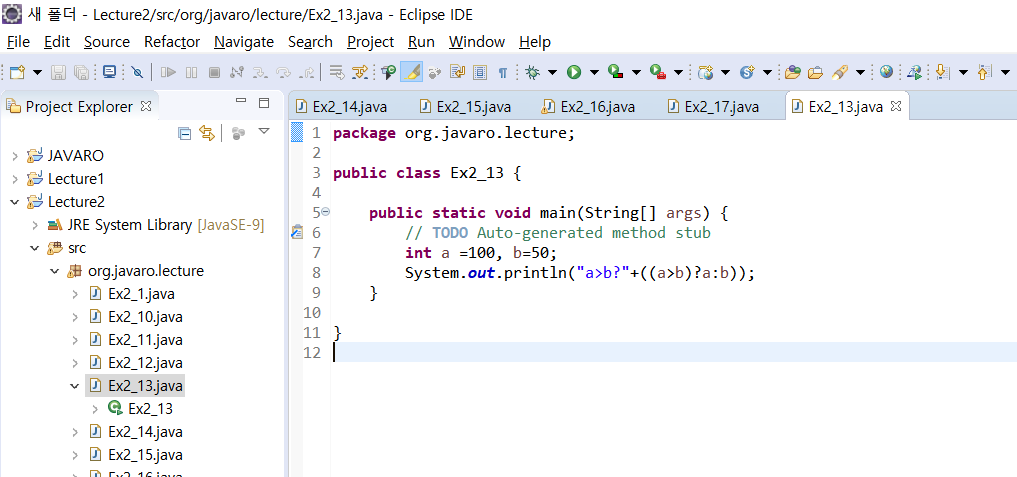 새 폴더 - Lecture2/src/org/javaro/lecture/Ex2_13.java - Eclipse IDE
File Edit Source Refactor Navigate Search Project Run Window Help
Project Explorer
JAVARO
Lecture1
Lecture2
JRE System Library [JavaSE-9]
src
org.javaro.lecture
Ex2_1.java
Ex2_10.java
Ex2_11.java
Ex2_12.java
Ex2_13.java
Ex2_13
Ex2_14.java
Ex2_15.java
Ex2_16.java
Ex2_14.java Ex2_15.java Ex2_16.java Ex2_17.java Ex2_13.java
1 package org.javaro.lecture;
2
3 public class Ex2_13 {
4
5 public static void main(String[] args) {
6 // TODO Auto-generated method stub
7 int a =100, b=50;
8 System.out.println("a>b?"+((a>b)?a:b));
9 }
10
11 }
12